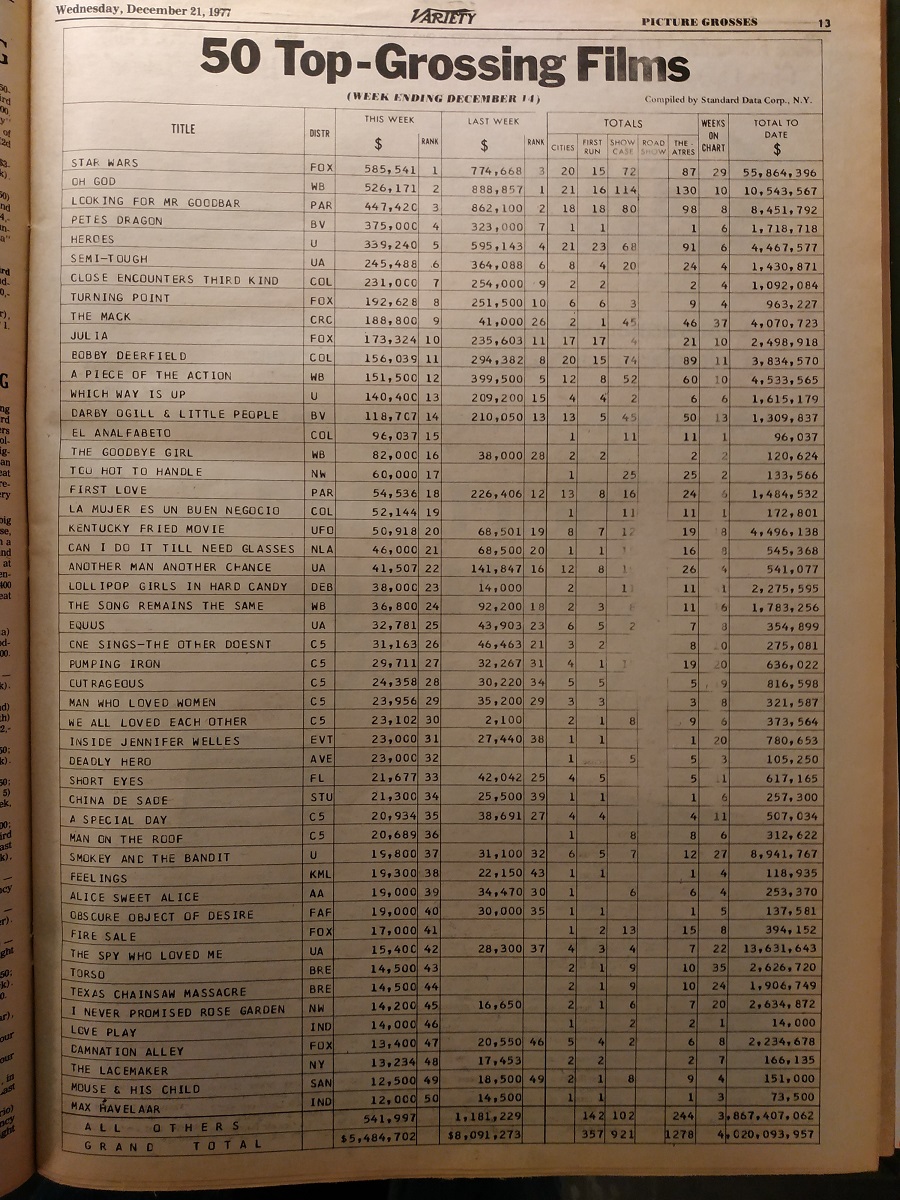 Wednesday, December 21, 1977 VARIETY PICTURE GROSSES 13
50 Top-Grossing Films
(WEEK ENDING DECEMBER 14) Compiled by Standard Data Corp., N.Y.
TITLE DISTR THIS WEEK $ RANK LAST WEEK $ RANK TOTALS CITIES FIRST RUN SHOW CASE ROAD SHOW THE-ATRES WEEKS ON CHART TOTAL TO DATE $
STAR WARS FOX 585,541 1 774,668 3 20 15 72 87 29 55,864,396
OH GOD WB 526,171 2 888,857 1 21 16 114 130 10 10,543,567
LOOKING FOR MR GOODBAR PAR 447,420 3 862,100 2 18 18 80 98 8 8,451,792
PETES DRAGON BV 375,000 4 323,000 7 1 1 1 6 1,718,718
HEROES U 339,240 5 595,143 4 21 23 68 91 6 4,467,577
SEMI-TOUGH UA 245,488 6 364,088 6 8 4 20 24 4 1,430,871
CLOSE ENCOUNTERS THIRD KIND COL 231,000 7 254,000 9 2 2 2 4 1,092,084
TURNING POINT FOX 192,628 8 251,500 10 6 6 3 9 4 963,227
THE MACK CRC 188,800 9 41,000 26 2 1 45 46 37 4,070,723
JULIA FOX 173,324 10 235,603 11 17 17 4 21 10 2,498,918
BOBBY DEERFIELD COL 156,039 11 294,382 8 20 15 74 89 11 3,834,570
A PIECE OF THE ACTION WB 151,500 12 399,500 5 12 8 52 60 10 4,533,565
WHICH WAY IS UP U 140,400 13 209,200 15 4 4 2 6 6 1,615,179
DARBY OGILL & LITTLE PEOPLE BV 118,707 14 210,050 13 13 5 45 50 13 1,309,837
EL ANALFABETO COL 96,037 15 1 11 11 1 96,037
THE GOODBYE GIRL WB 82,000 16 38,000 28 2 2 2 2 120,624
TOO HOT TO HANDLE NW 60,000 17 1 25 25 2 133,566
FIRST LOVE PAR 54,536 18 226,406 12 13 8 16 24 6 1,484,532
LA MUJER ES UN BUEN NEGOCIO COL 52,144 19 1 11 11 1 172,801
KENTUCKY FRIED MOVIE UFD 50,918 20 68,501 19 8 7 12 19 8 4,496,138
CAN I DO IT TILL NEED GLASSES NLA 46,000 21 68,500 20 1 1 16 8 545,368
ANOTHER MAN ANOTHER CHANCE UA 41,507 22 141,847 16 12 8 26 4 541,077
LOLLIPOP GIRLS IN HARD CANDY DEB 38,000 23 14,000 2 11 11 1 2,275,595
THE SONG REMAINS THE SAME WB 36,800 24 92,200 18 2 3 11 6 1,783,256
EQUUS UA 32,781 25 43,903 23 6 5 2 7 8 354,899
ONE SINGS-THE OTHER DOESNT C5 31,163 26 46,463 21 3 2 8 275,081
PUMPING IRON C5 29,711 27 32,267 31 4 1 19 20 636,022
OUTRAGEOUS C5 24,358 28 30,220 34 5 5 5 9 816,598
MAN WHO LOVED WOMEN C5 23,956 29 35,200 29 3 3 3 8 321,587
WE ALL LOVED EACH OTHER C5 23,102 30 2,100 2 1 8 9 6 373,564
INSIDE JENNIFER WELLES EVT 23,000 31 27,440 38 1 1 1 20 780,653
DEADLY HERO AVE 23,000 32 1 5 5 3 105,250
SHORT EYES FL 21,677 33 42,042 25 4 5 5 617,165
CHINA DE SADE STU 21,300 34 25,500 39 1 1 1 6 257,300
A SPECIAL DAY C5 20,934 35 38,691 27 4 4 4 11 507,034
MAN ON THE ROOF C5 20,689 36 1 8 8 6 312,622
SMOKEY AND THE BANDIT U 19,800 37 31,100 32 6 5 7 12 27 8,941,767
FEELINGS KML 19,300 38 22,150 43 1 1 1 4 118,935
ALICE SWEET ALICE AA 19,000 39 34,470 30 1 6 6 4 253,370
OBSCURE OBJECT OF DESIRE FAF 19,000 40 30,000 35 1 1 1 5 137,581
FIRE SALE FOX 17,000 41 1 2 13 15 8 394,152
THE SPY WHO LOVED ME UA 15,400 42 28,300 37 4 3 4 7 22 13,631,643
TORSO BRE 14,500 43 2 1 9 10 35 2,626,720
TEXAS CHAINSAW MASSACRE BRE 14,500 44 2 1 9 10 24 1,906,749
I NEVER PROMISED ROSE GARDEN NW 14,200 45 16,650 2 1 6 7 20 2,634,872
LOVE PLAY IND 14,000 46 1 2 2 1 14,000
DAMNATION ALLEY FOX 13,400 47 20,550 46 5 4 2 6 8 2,234,678
THE LACEMAKER NY 13,234 48 17,453 2 2 2 7 166,135
MOUSE & HIS CHILD SAN 12,500 49 18,500 49 2 1 8 9 4 151,000
MAX HAVELAAR IND 12,000 50 14,500 1 1 1 3 73,500
ALL OTHERS 541,997 1,181,229 142 102 244 3,867,407,062
GRAND TOTAL $5,484,702 $8,091,273 357 921 1278 4,020,093,957